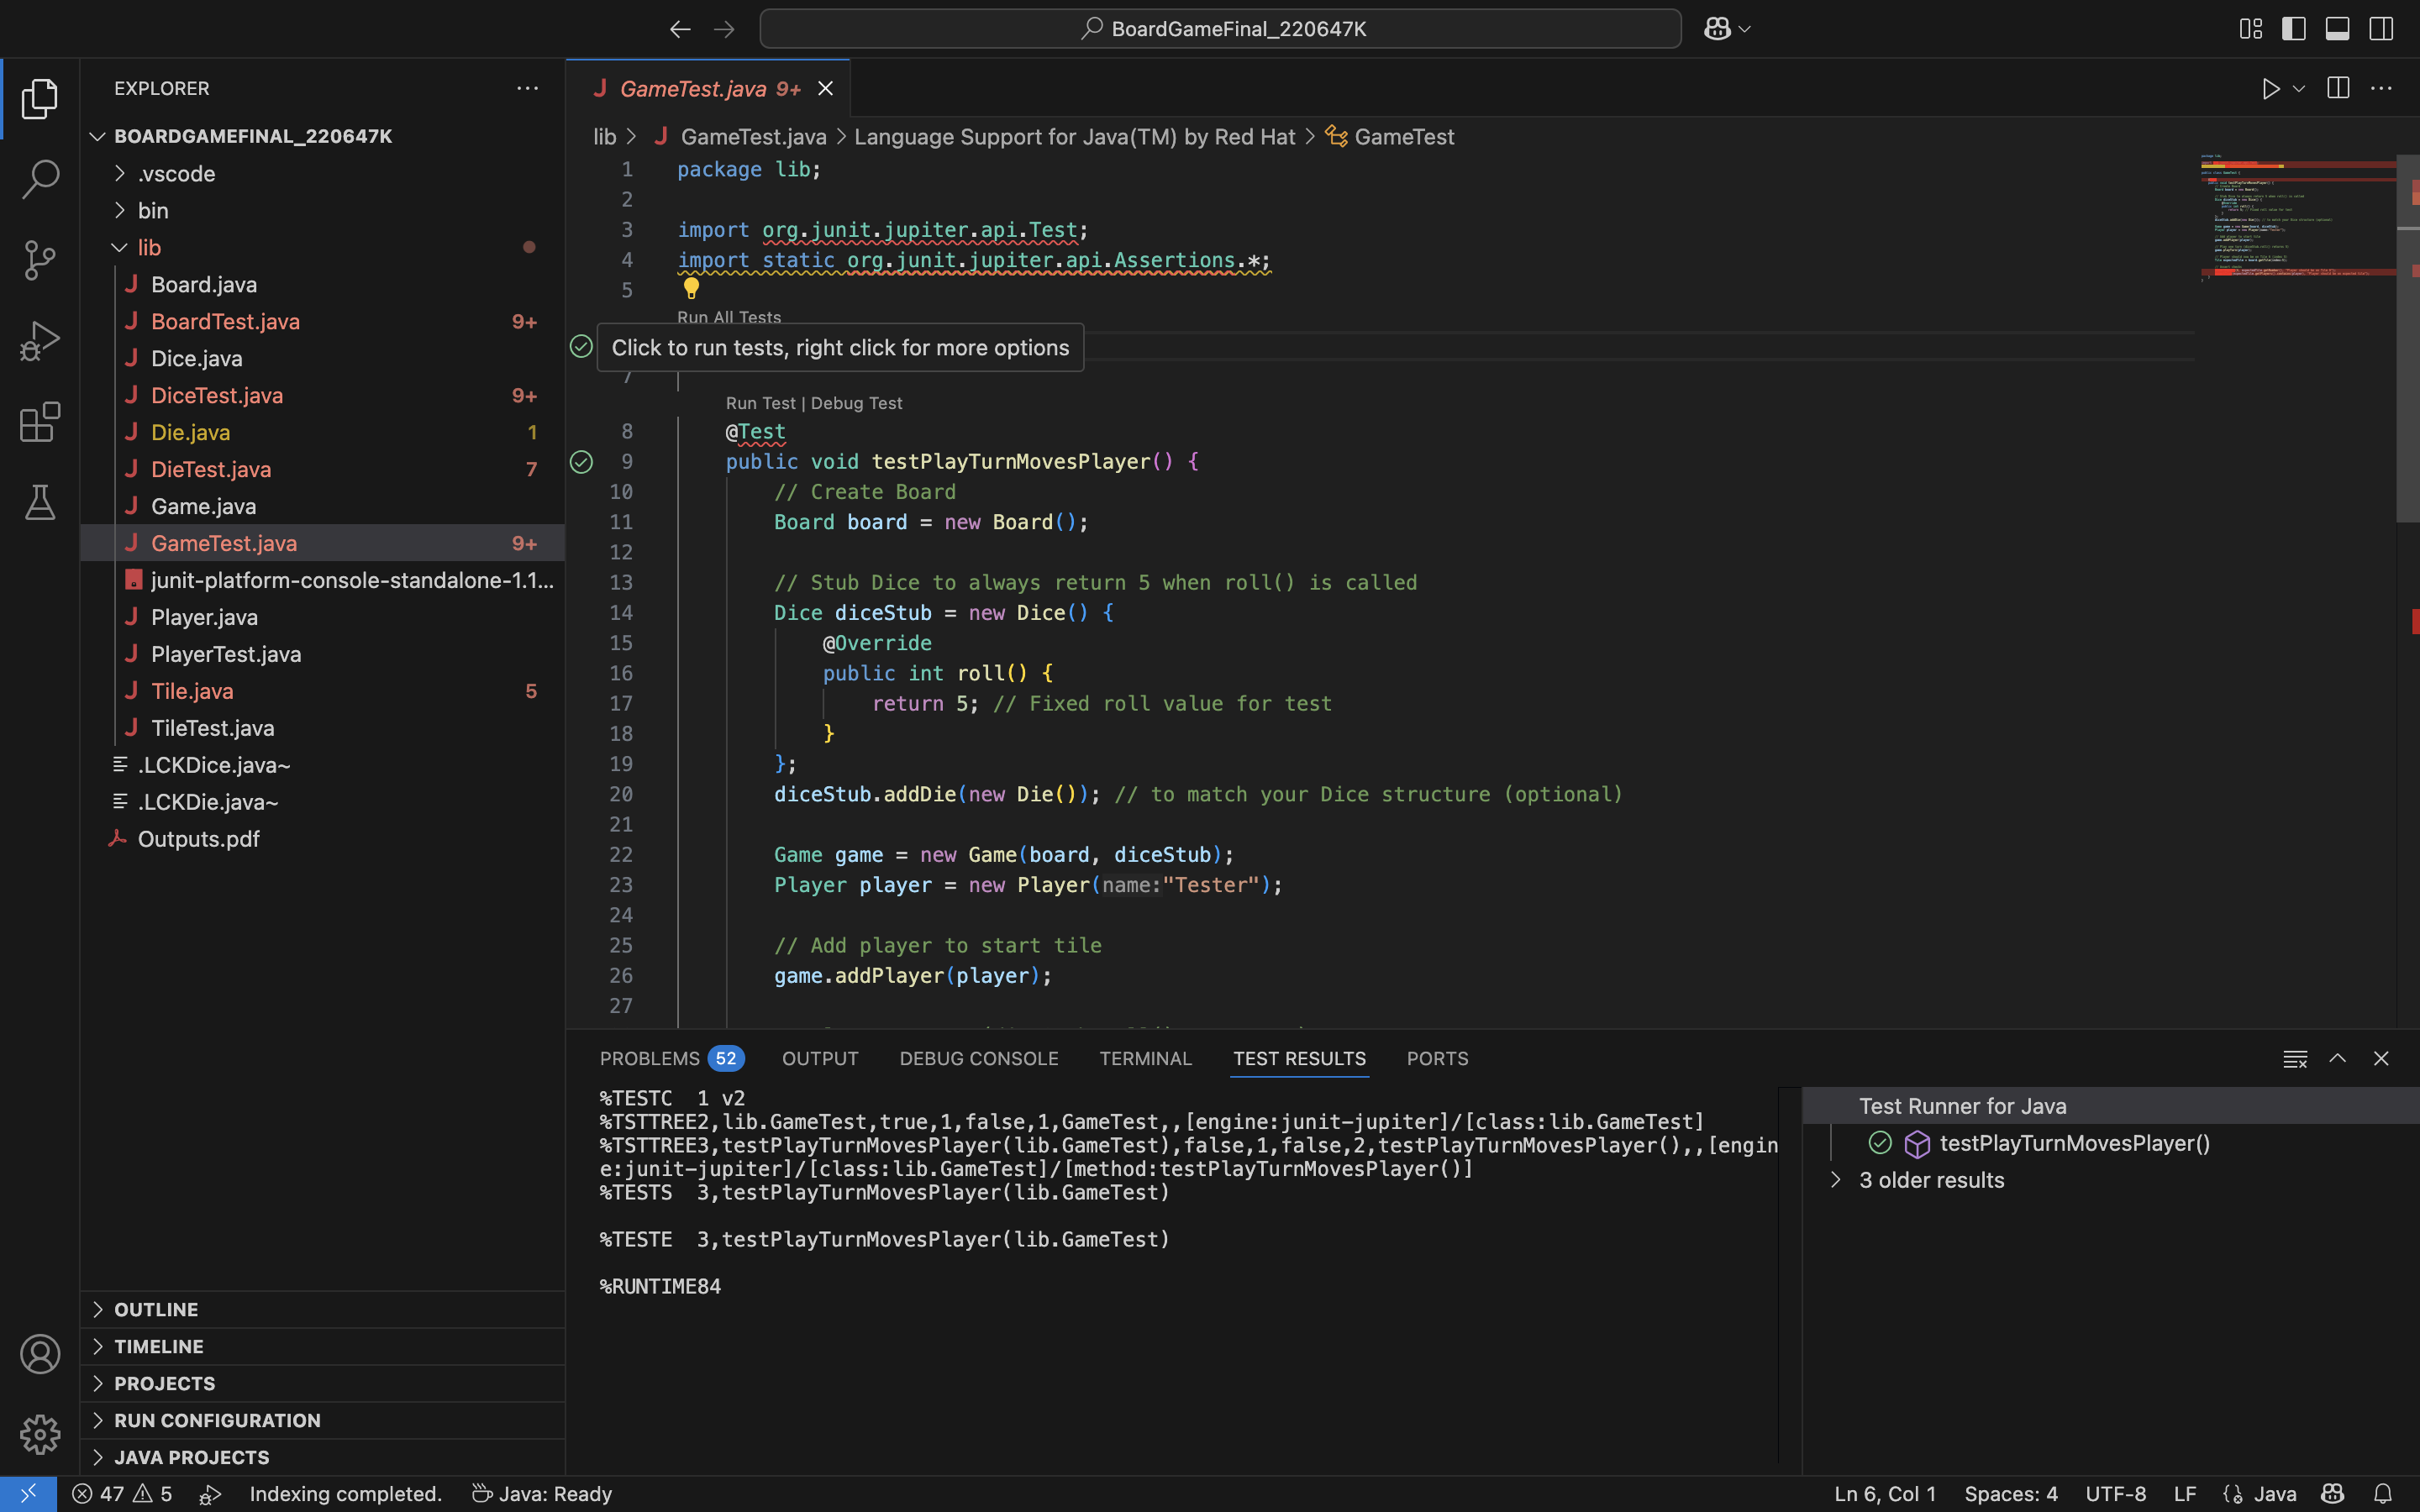 BoardGameFinal_220647K
EXPLORER
BOARDGAMEFINAL_220647K
.vscode
bin
lib
Board.java
BoardTest.java 9+
Dice.java
DiceTest.java 9+
Die.java 1
DieTest.java 7
Game.java
GameTest.java 9+
junit-platform-console-standalone-1.1...
Player.java
PlayerTest.java
Tile.java 5
TileTest.java
.LCKDice.java~
.LCKDie.java~
Outputs.pdf
OUTLINE
TIMELINE
PROJECTS
RUN CONFIGURATION
JAVA PROJECTS
GameTest.java 9+
lib > GameTest.java > Language Support for Java(TM) by Red Hat > GameTest
1 package lib;
2
3 import org.junit.jupiter.api.Test;
4 import static org.junit.jupiter.api.Assertions.*;
5
Run All Tests
Click to run tests, right click for more options
7
Run Test | Debug Test
8 @Test
9 public void testPlayTurnMovesPlayer() {
10 // Create Board
11 Board board = new Board();
12
13 // Stub Dice to always return 5 when roll() is called
14 Dice diceStub = new Dice() {
15 @Override
16 public int roll() {
17 return 5; // Fixed roll value for test
18 }
19 };
20 diceStub.addDie(new Die()); // to match your Dice structure (optional)
21
22 Game game = new Game(board, diceStub);
23 Player player = new Player(name:"Tester");
24
25 // Add player to start tile
26 game.addPlayer(player);
27
PROBLEMS 52 OUTPUT DEBUG CONSOLE TERMINAL TEST RESULTS PORTS
%TESTC 1 v2
%TSTTREE2,lib.GameTest,true,1,false,1,GameTest,,[engine:junit-jupiter]/[class:lib.GameTest]
%TSTTREE3,testPlayTurnMovesPlayer(lib.GameTest),false,1,false,2,testPlayTurnMovesPlayer(),,[engin
e:junit-jupiter]/[class:lib.GameTest]/[method:testPlayTurnMovesPlayer()]
%TESTS 3,testPlayTurnMovesPlayer(lib.GameTest)
%TESTE 3,testPlayTurnMovesPlayer(lib.GameTest)
%RUNTIME84
Test Runner for Java
testPlayTurnMovesPlayer()
3 older results
47 5 Indexing completed. Java: Ready Ln 6, Col 1 Spaces: 4 UTF-8 LF Java